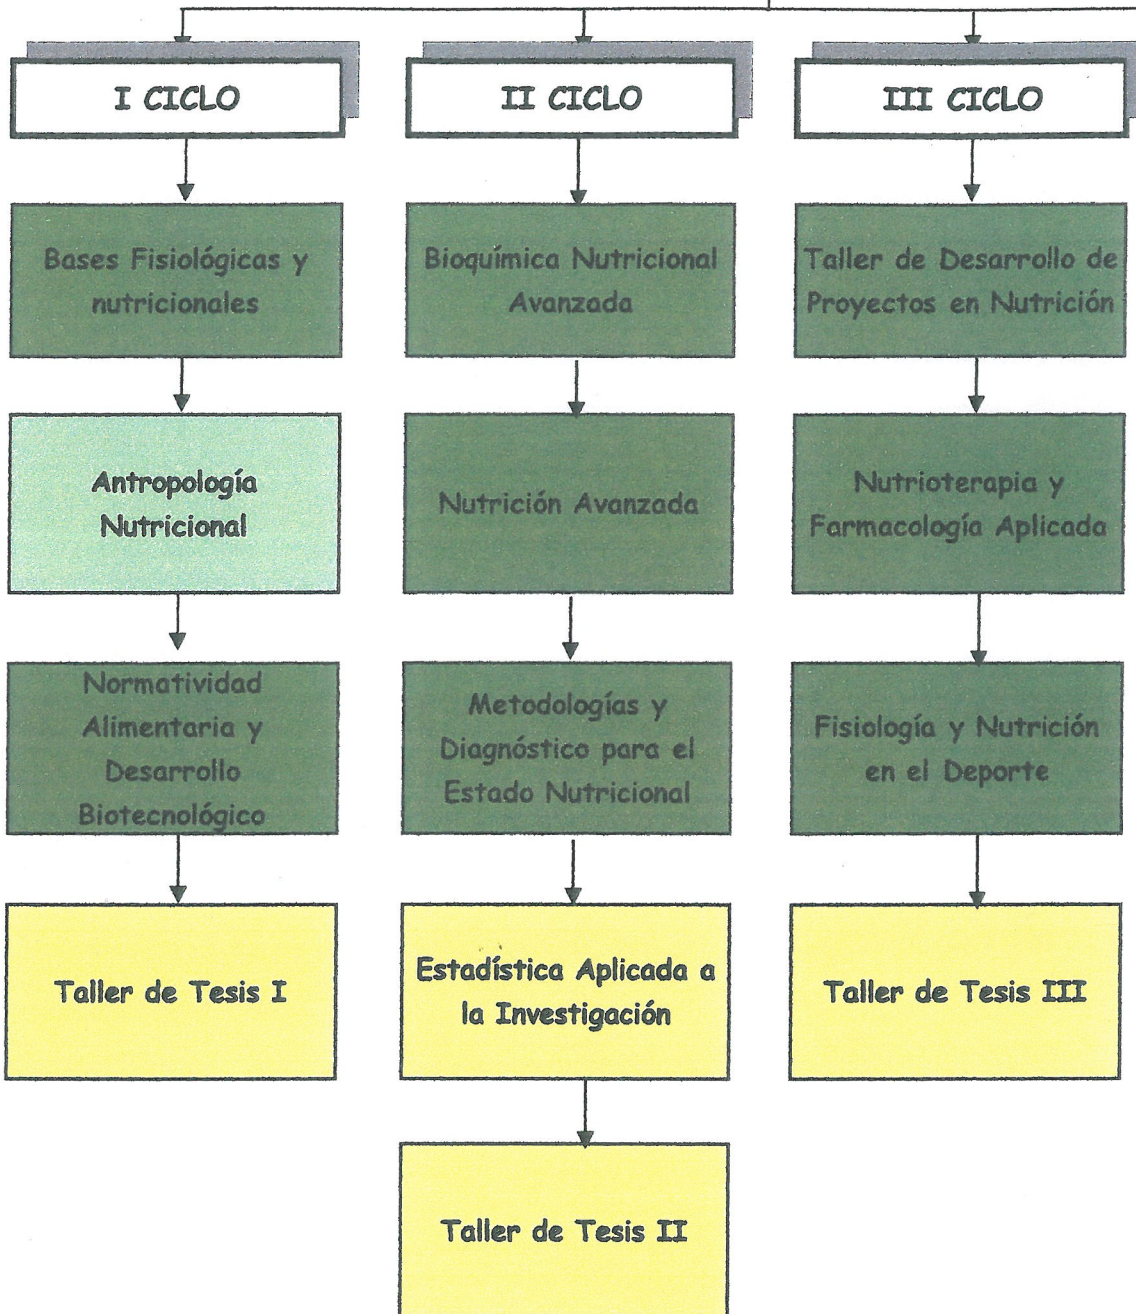 I CICLO
Bases Fisiológicas y
nutricionales
Antropología
Nutricional
Normatividad
Alimentaria y
Desarrollo
Biotecnológico
Taller de Tesis I
II CICLO
Bioquímica Nutricional
Avanzada
Nutrición Avanzada
Metodologías y
Diagnóstico para el
Estado Nutricional
Estadística Aplicada a
la Investigación
Taller de Tesis II
III CICLO
Taller de Desarrollo de
Proyectos en Nutrición
Nutrioterapia y
Farmacología Aplicada
Fisiología y Nutrición
en el Deporte
Taller de Tesis III